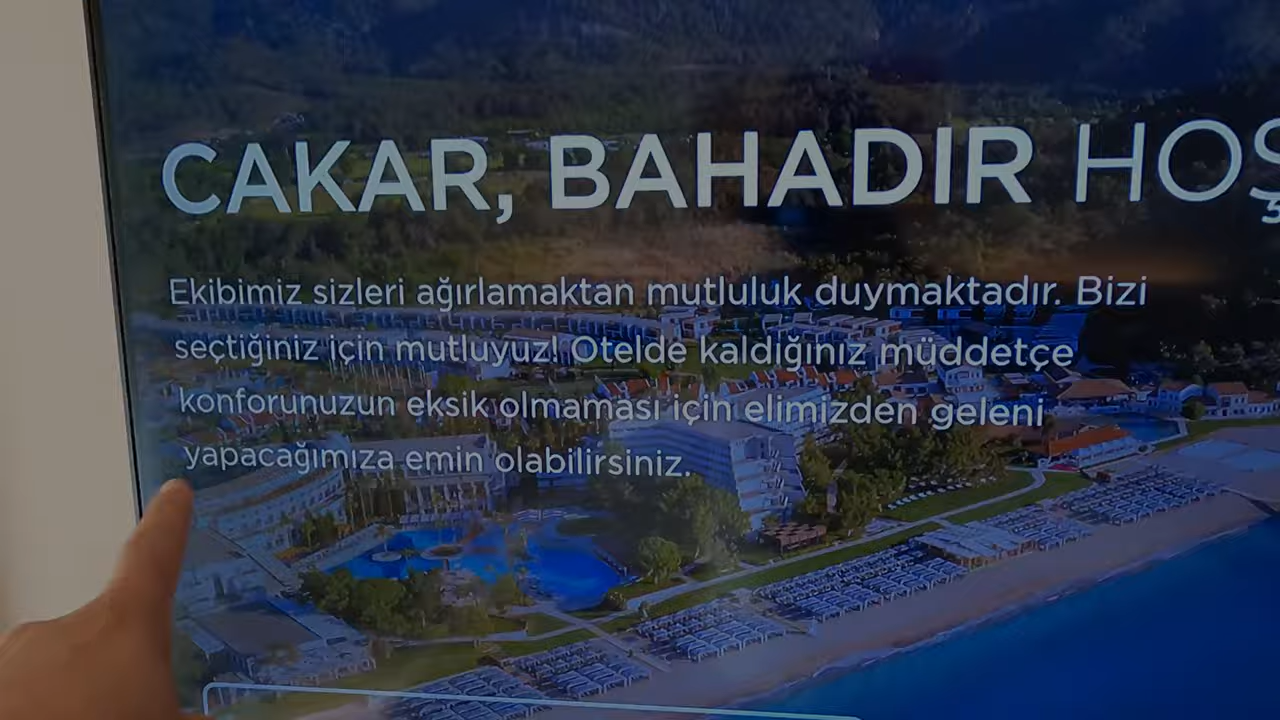 CAKAR, BAHADIR HOŞ
Ekibimiz sizleri ağırlamaktan mutluluk duymaktadır. Bizi
seçtiğiniz için mutluyuz! Otelde kaldığınız müddetçe
konforunuzun eksik olmaması için elimizden geleni
yapacağımıza emin olabilirsiniz.